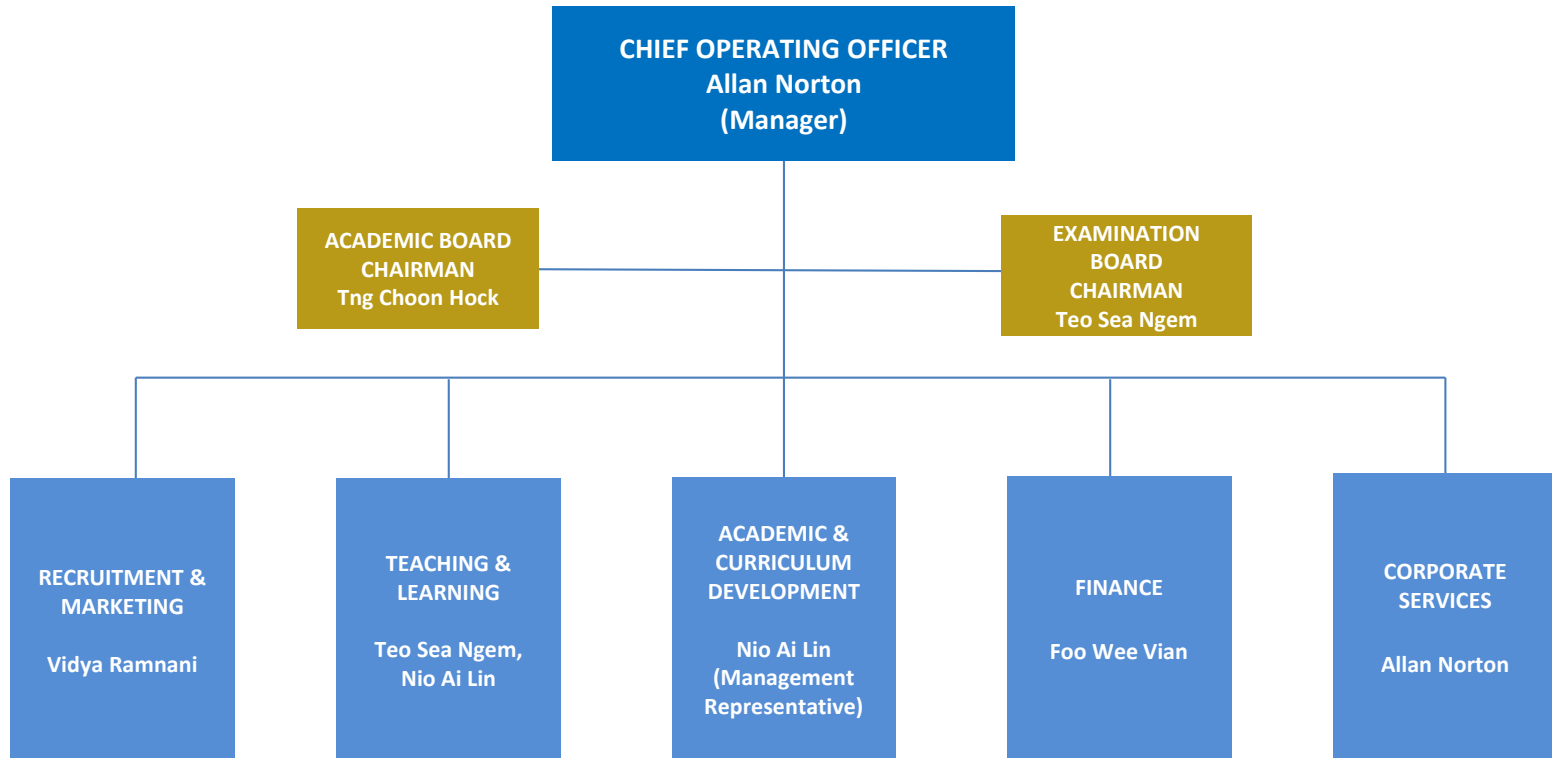 CHIEF OPERATING OFFICER
Allan Norton
(Manager)
ACADEMIC BOARD
CHAIRMAN
Tng Choon Hock
EXAMINATION
BOARD
CHAIRMAN
Teo Sea Ngem
RECRUITMENT &
MARKETING
Vidya Ramnani
TEACHING &
LEARNING
Teo Sea Ngem,
Nio Ai Lin
ACADEMIC &
CURRICULUM
DEVELOPMENT
Nio Ai Lin
(Management
Representative)
FINANCE
Foo Wee Vian
CORPORATE
SERVICES
Allan Norton